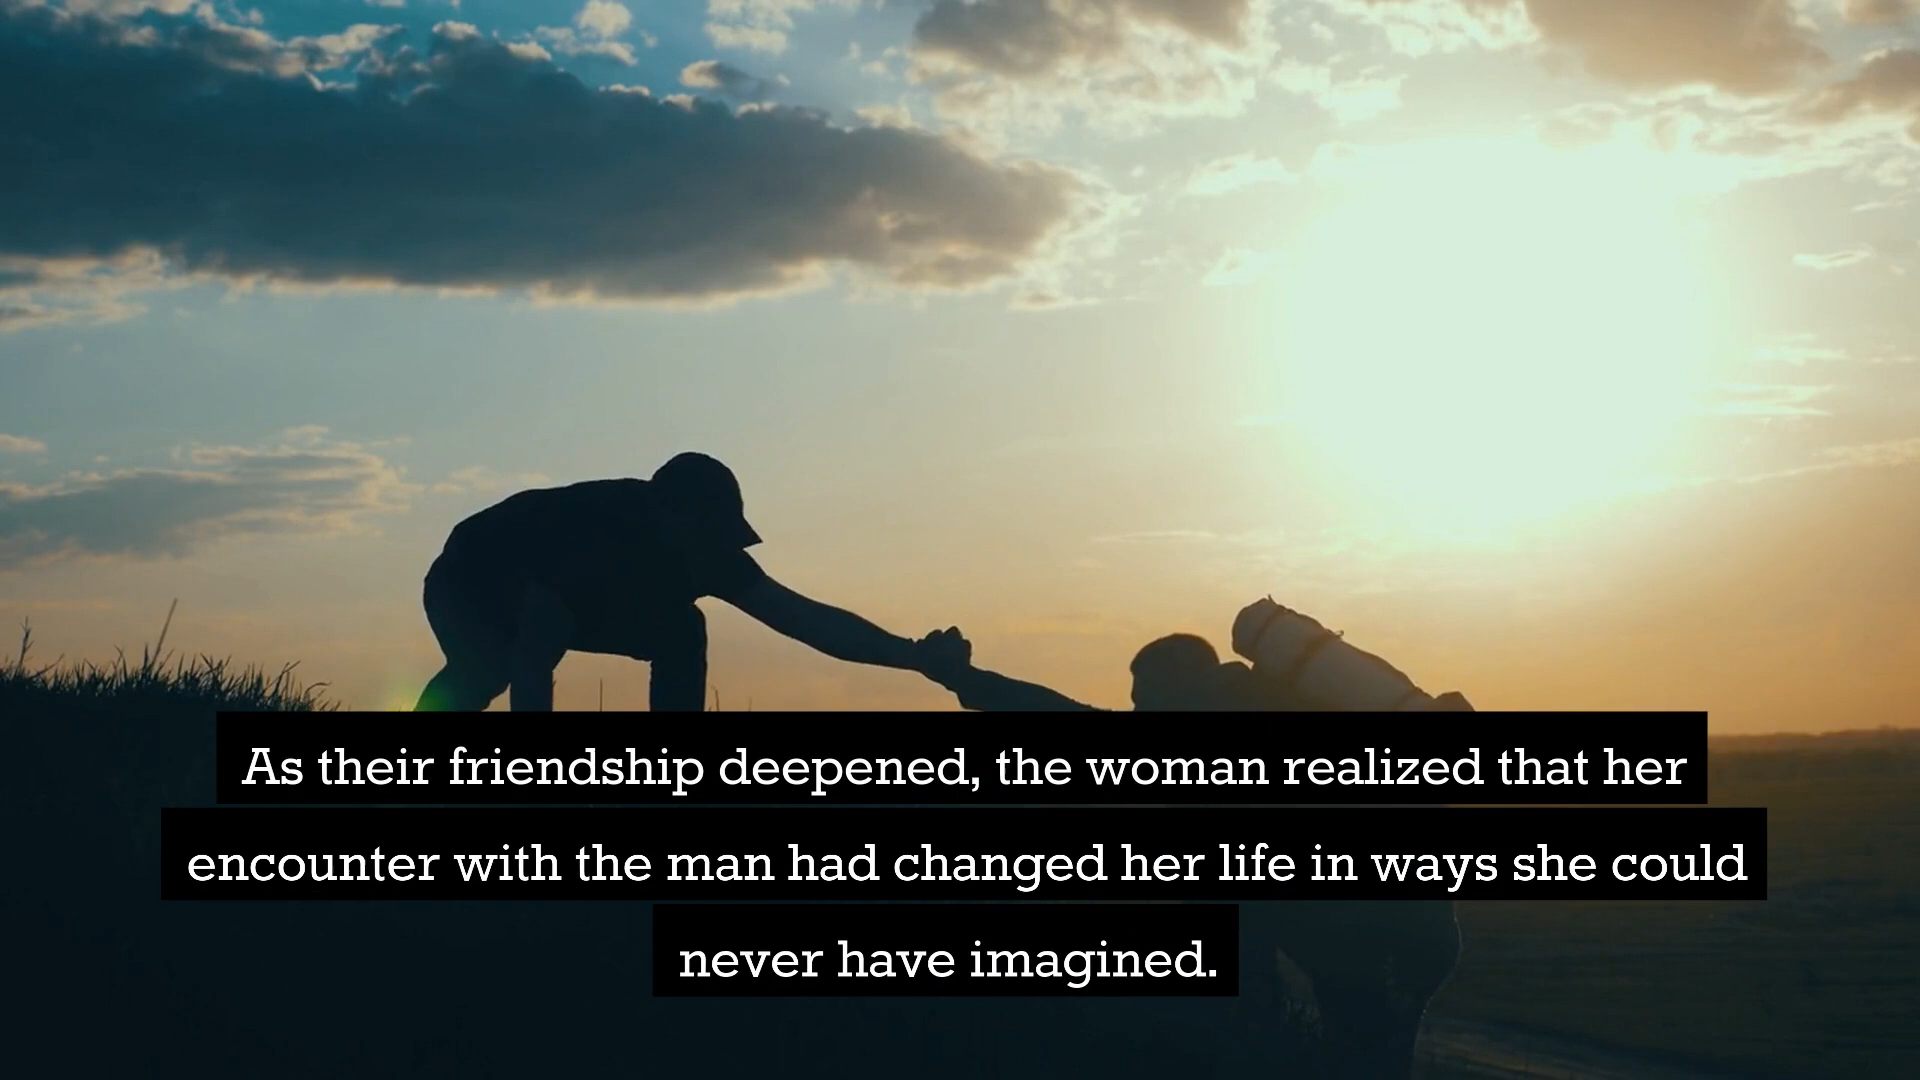 As their friendship deepened, the woman realized that her
encounter with the man had changed her life in ways she could
never have imagined.